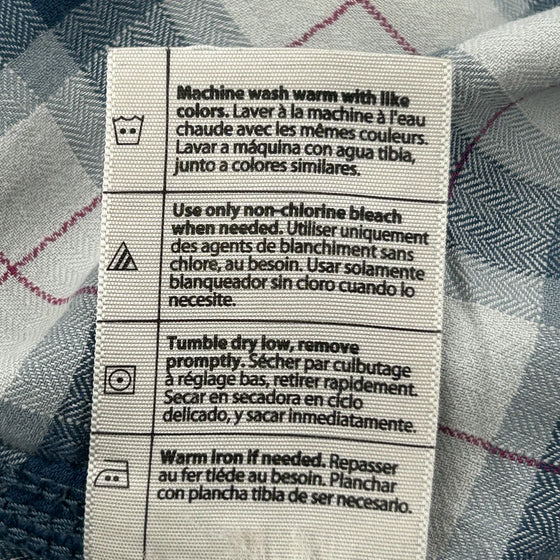 Machine wash warm with like
colors. Laver à la machine à l'eau
chaude avec les mêmes couleurs.
Lavar a máquina con agua tibia,
junto a colores similares.
Use only non-chlorine bleach
when needed. Utiliser uniquement
des agents de blanchiment sans
chlore, au besoin. Usar solamente
blanqueador sin cloro cuando lo
necesite.
Tumble dry low, remove
promptly. Sécher par culbutage
à réglage bas, retirer rapidement.
Secar en secadora en ciclo
delicado, y sacar inmediatamente.
Warm iron if needed. Repasser
au fer tiéde au besoin. Planchar
con plancha tibia de ser necesario.